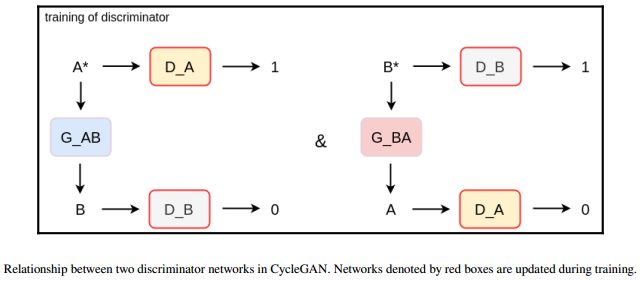 training of discriminator
A* D_A 1 B* D_B 1
G_AB & G_BA
B D_B 0 A D_A 0
Relationship between two discriminator networks in CycleGAN. Networks denoted by red boxes are updated during training.